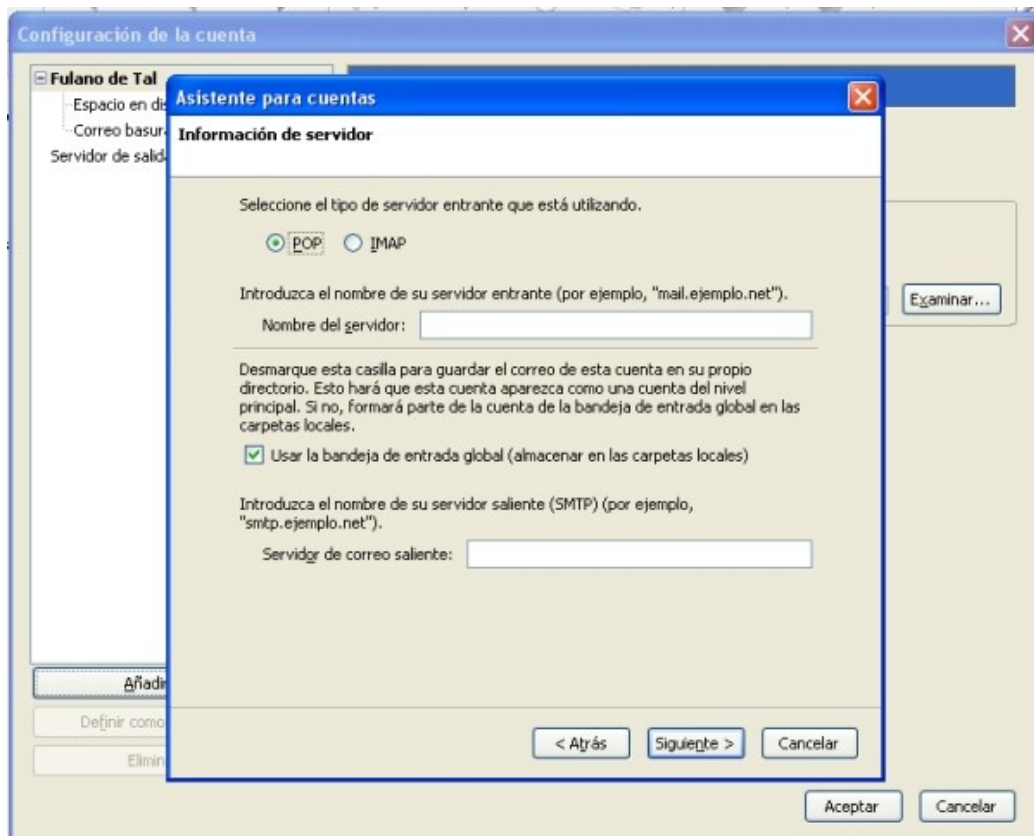 Configuración de la cuenta
Fulano de Tal
Espacio en
Correo
Servidor de
Asistente para cuentas
Información de servidor
Seleccione el tipo de servidor entrante que está utilizando.
POP IMAP
Introduzca el nombre de su servidor entrante (por ejemplo, "mail.ejemplo.net").
Nombre del servidor:
Examinar...
Desmarque esta casilla para guardar el correo de esta cuenta en su propio
directorio. Esto hará que esta cuenta aparezca como una cuenta del nivel
principal. Si no, formará parte de la cuenta de la bandeja de entrada global en las
carpetas locales.
Usar la bandeja de entrada global (almacenar en las carpetas locales)
Introduzca el nombre de su servidor saliente (SMTP) (por ejemplo,
"smtp.ejemplo.net").
Servidor de correo saliente:
Definir como
< Atrás Siguiente > Cancelar
Aceptar Cancelar